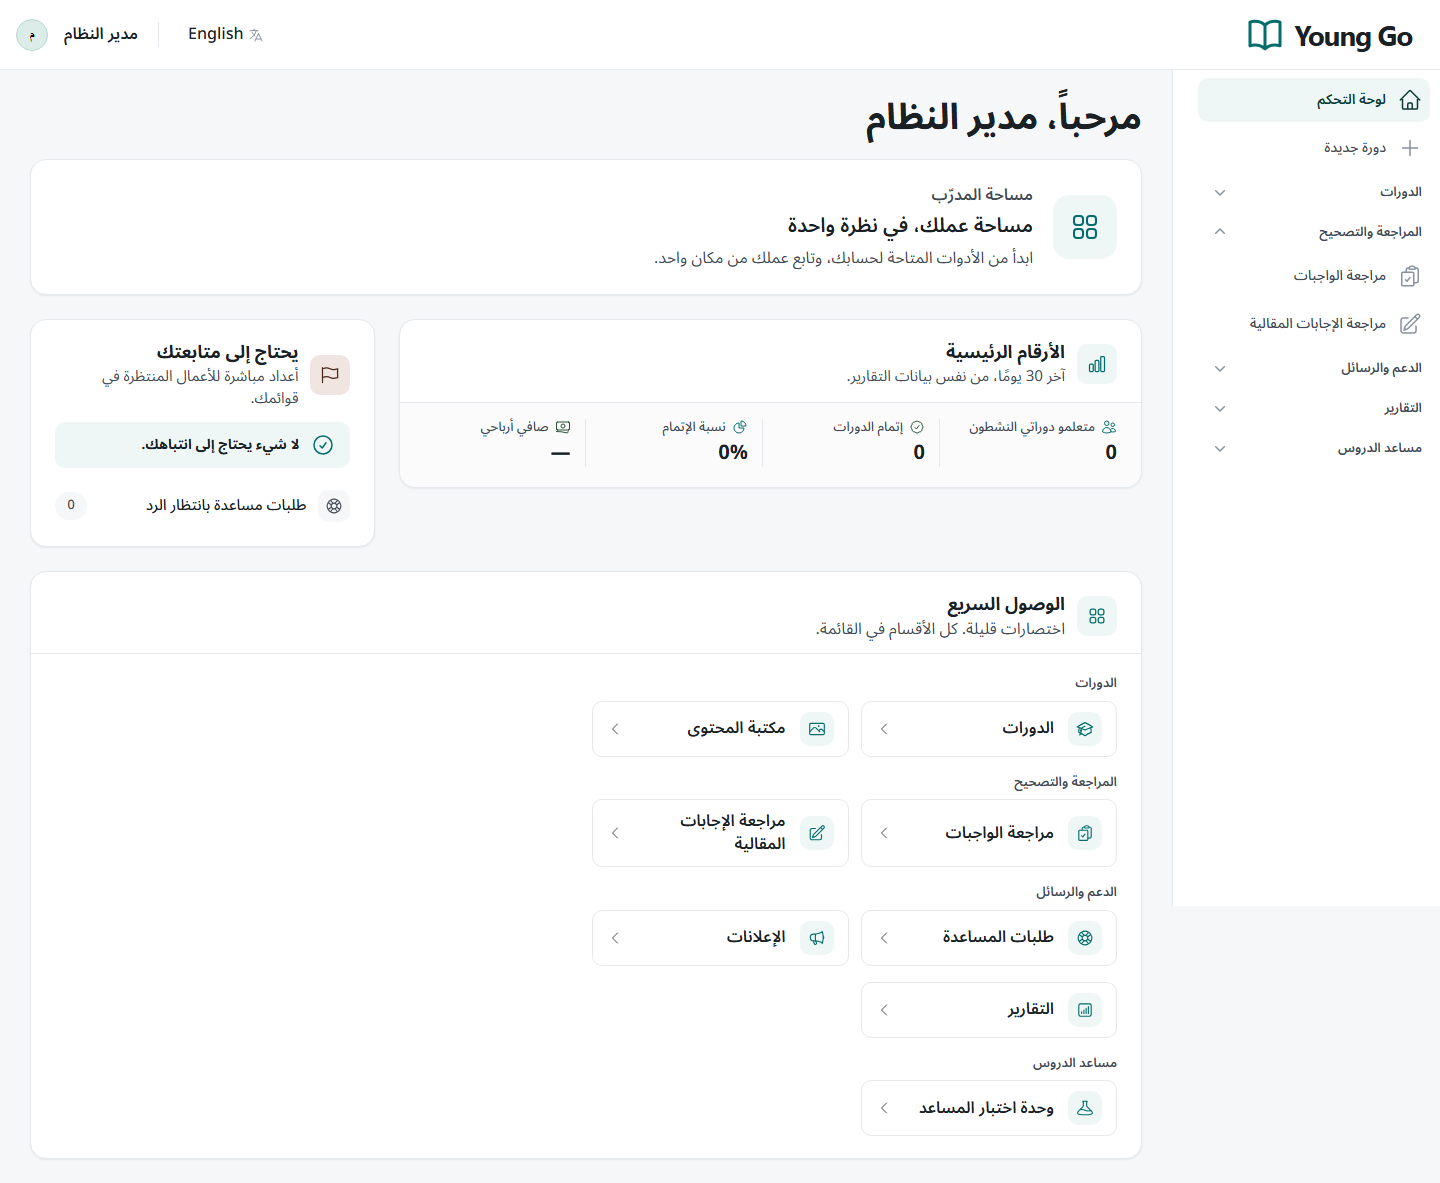 Young Go
English
مدير النظام
م
لوحة التحكم
دورة جديدة
الدورات
المراجعة والتصحيح
مراجعة الواجبات
مراجعة الإجابات المقالية
الدعم والرسائل
التقارير
مساعد الدروس
مرحباً، مدير النظام
مساحة المدرّب
مساحة عملك، في نظرة واحدة
ابدأ من الأدوات المتاحة لحسابك، وتابع عملك من مكان واحد.
الأرقام الرئيسية
آخر 30 يومًا، من نفس بيانات التقارير.
متعلمو دوراتي النشطون
0
إتمام الدورات
0
نسبة الإتمام
0%
صافي أرباحي
—
يحتاج إلى متابعتك
أعداد مباشرة للأعمال المنتظرة في
قوائمك.
لا شيء يحتاج إلى انتباهك.
طلبات مساعدة بانتظار الرد
0
الوصول السريع
اختصارات قليلة. كل الأقسام في القائمة.
الدورات
الدورات
مكتبة المحتوى
المراجعة والتصحيح
مراجعة الواجبات
مراجعة الإجابات
المقالية
الدعم والرسائل
طلبات المساعدة
الإعلانات
التقارير
مساعد الدروس
وحدة اختبار المساعد